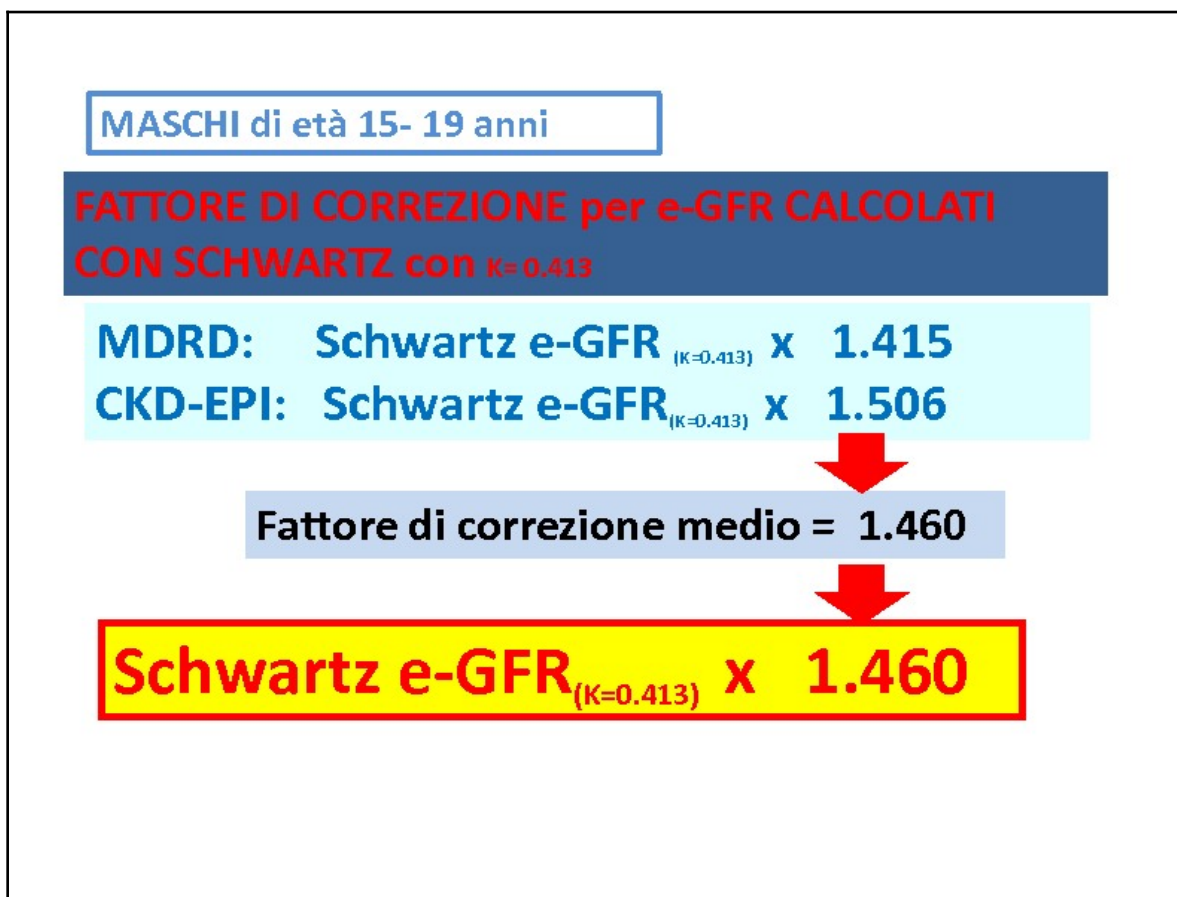 MASCHI di età 15- 19 anni
FATTORE DI CORREZIONE per e-GFR CALCOLATI
CON SCHWARTZ con K= 0.413
MDRD: Schwartz e-GFR (K=0.413) x 1.415
CKD-EPI: Schwartz e-GFR(K=0.413) x 1.506
Fattore di correzione medio = 1.460
Schwartz e-GFR(K=0.413) x 1.460